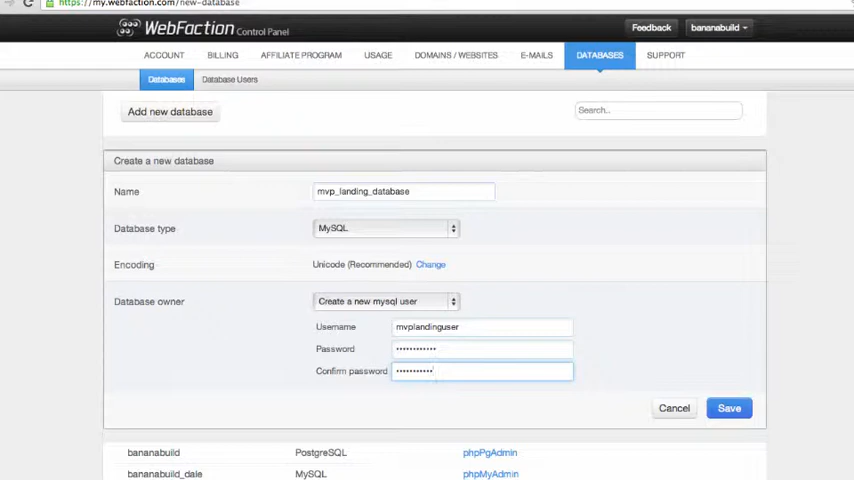 https://my.webfaction.com/new-database
WebFaction Control Panel Feedback bananabuild
ACCOUNT BILLING AFFILIATE PROGRAM USAGE DOMAINS / WEBSITES E-MAILS DATABASES SUPPORT
Databases Database Users
Add new database Search..
Create a new database
Name mvp_landing_database
Database type MySQL
Encoding Unicode (Recommended) Change
Database owner Create a new mysql user
Username mvplandinguser
Password ••••••••••••
Confirm password •••••••••••
Cancel Save
bananabuild PostgreSQL phpPgAdmin
bananabuild_dale MySQL phpMyAdmin